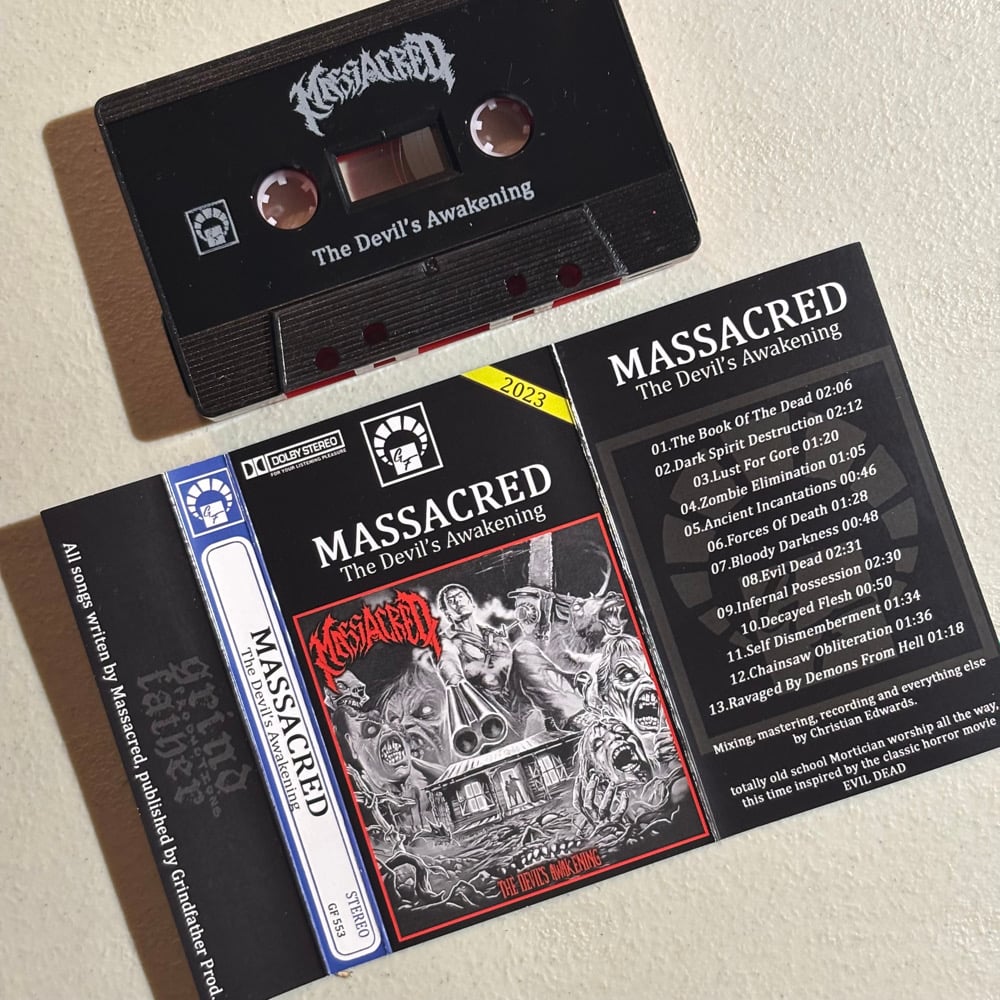 MASSACRED
The Devil's Awakening
All songs written by Massacred, published by Grindfather Prod.
GF
MASSACRED
The Devil's Awakening
STEREO
GF 553
DOLBY STEREO
FOR YOUR LISTENING PLEASURE
GF
2023
MASSACRED
The Devil's Awakening
MASSACRED
THE DEVIL'S AWAKENING
MASSACRED
The Devil's Awakening
01.The Book Of The Dead 02:06
02.Dark Spirit Destruction 02:12
03.Lust For Gore 01:20
04.Zombie Elimination 01:05
05.Ancient Incantations 00:46
06.Forces Of Death 01:28
07.Bloody Darkness 00:48
08.Evil Dead 02:31
09.Infernal Possession 02:30
10.Decayed Flesh 00:50
11.Self Dismemberment 01:34
12.Chainsaw Obliteration 01:36
13.Ravaged By Demons From Hell 01:18
Mixing, mastering, recording and everything else
by Christian Edwards.
totally old school Mortician worship all the way,
this time inspired by the classic horror movie
EVIL DEAD